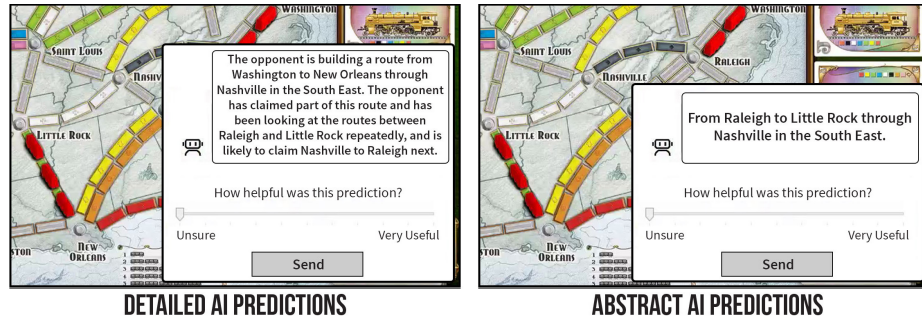 WASHINGTON
SAINT LOUIS
NASHV
LITTLE ROCK
STON
NEW
ORLEANS
The opponent is building a route from
Washington to New Orleans through
Nashville in the South East. The opponent
has claimed part of this route and has
been looking at the routes between
Raleigh and Little Rock repeatedly, and is
likely to claim Nashville to Raleigh next.
How helpful was this prediction?
Unsure
Very Useful
Send
DETAILED AI PREDICTIONS
WASHINGTON
SAINT LOUIS
RALEIGH
NASHVILLE
LITTLE ROCK
STON
NEW
ORLEANS
From Raleigh to Little Rock through
Nashville in the South East.
How helpful was this prediction?
Unsure
Very Useful
Send
ABSTRACT AI PREDICTIONS